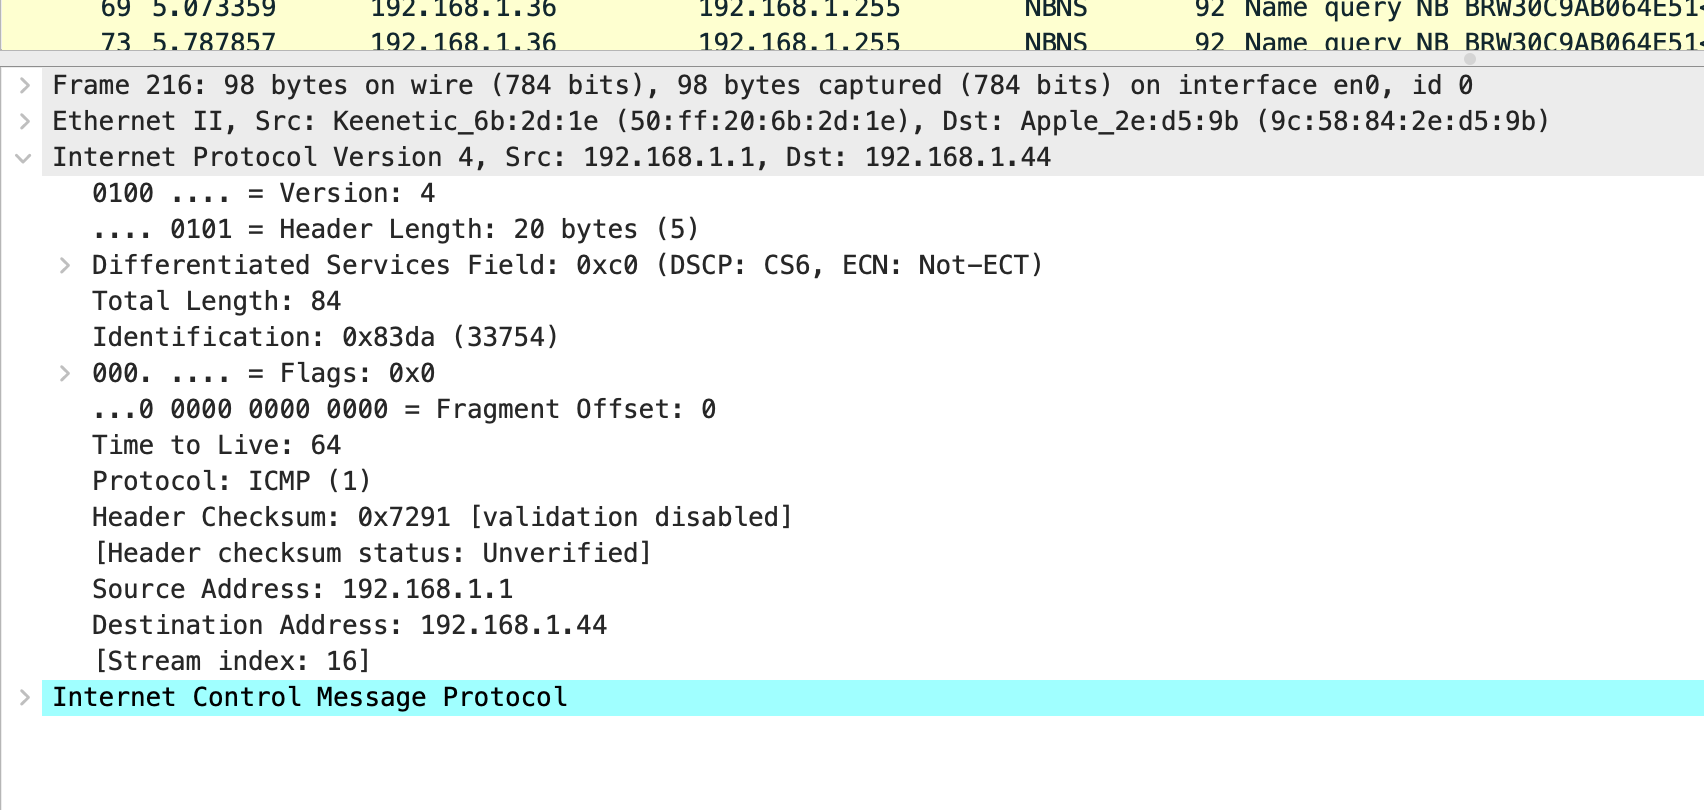 69 5.073359 192.168.1.36 192.168.1.255 NBNS 92 Name query NB BRW30C9AB064E51<
73 5.787857 192.168.1.36 192.168.1.255 NBNS 92 Name query NB BRW30C9AB064E51<
Frame 216: 98 bytes on wire (784 bits), 98 bytes captured (784 bits) on interface en0, id 0
Ethernet II, Src: Keenetic_6b:2d:1e (50:ff:20:6b:2d:1e), Dst: Apple_2e:d5:9b (9c:58:84:2e:d5:9b)
Internet Protocol Version 4, Src: 192.168.1.1, Dst: 192.168.1.44
0100 .... = Version: 4
.... 0101 = Header Length: 20 bytes (5)
Differentiated Services Field: 0xc0 (DSCP: CS6, ECN: Not-ECT)
Total Length: 84
Identification: 0x83da (33754)
000. .... = Flags: 0x0
...0 0000 0000 0000 = Fragment Offset: 0
Time to Live: 64
Protocol: ICMP (1)
Header Checksum: 0x7291 [validation disabled]
[Header checksum status: Unverified]
Source Address: 192.168.1.1
Destination Address: 192.168.1.44
[Stream index: 16]
Internet Control Message Protocol